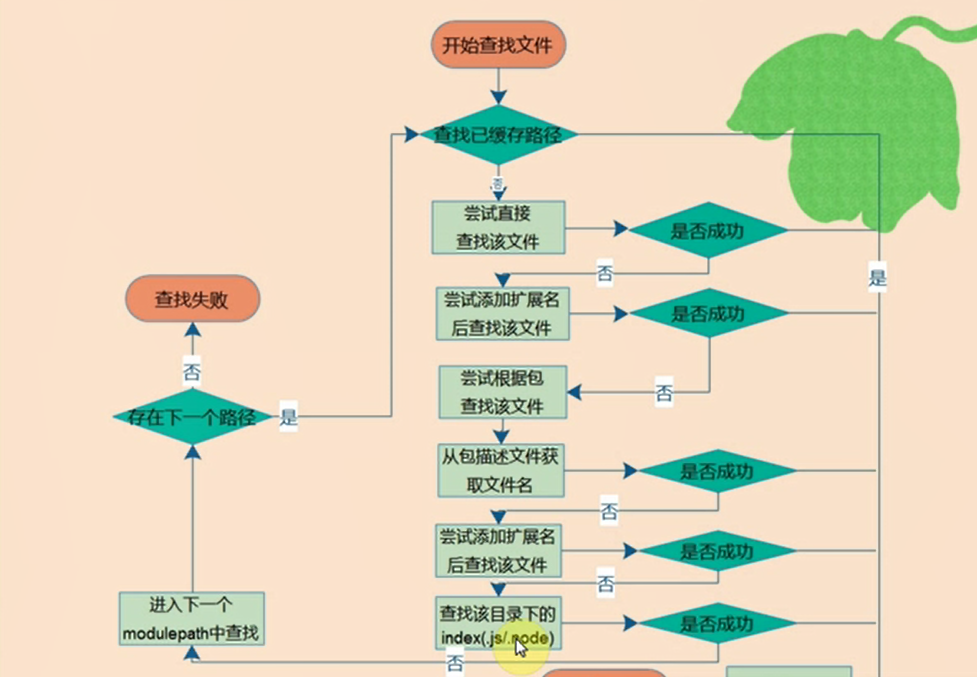 开始查找文件
查找已缓存路径
否
尝试直接
查找该文件
是否成功
是
否
尝试添加扩展名
后查找该文件
是否成功
查找失败
否
尝试根据包
查找该文件
否
存在下一个路径
是
从包描述文件获
取文件名
是否成功
否
尝试添加扩展名
后查找该文件
是否成功
否
进入下一个
modulepath中查找
查找该目录下的
index(.js/.node)
是否成功
否